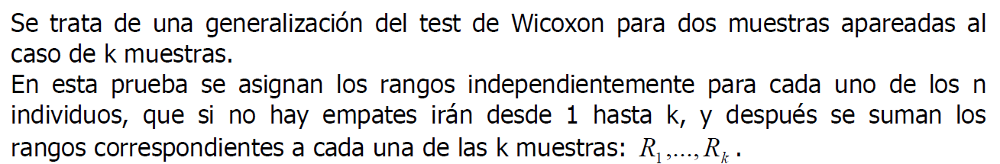 Se trata de una generalización del test de Wicoxon para dos muestras apareadas al
caso de k muestras.
En esta prueba se asignan los rangos independientemente para cada uno de los n
individuos, que si no hay empates irán desde 1 hasta k, y después se suman los
rangos correspondientes a cada una de las k muestras: R₁,...,Rₖ.